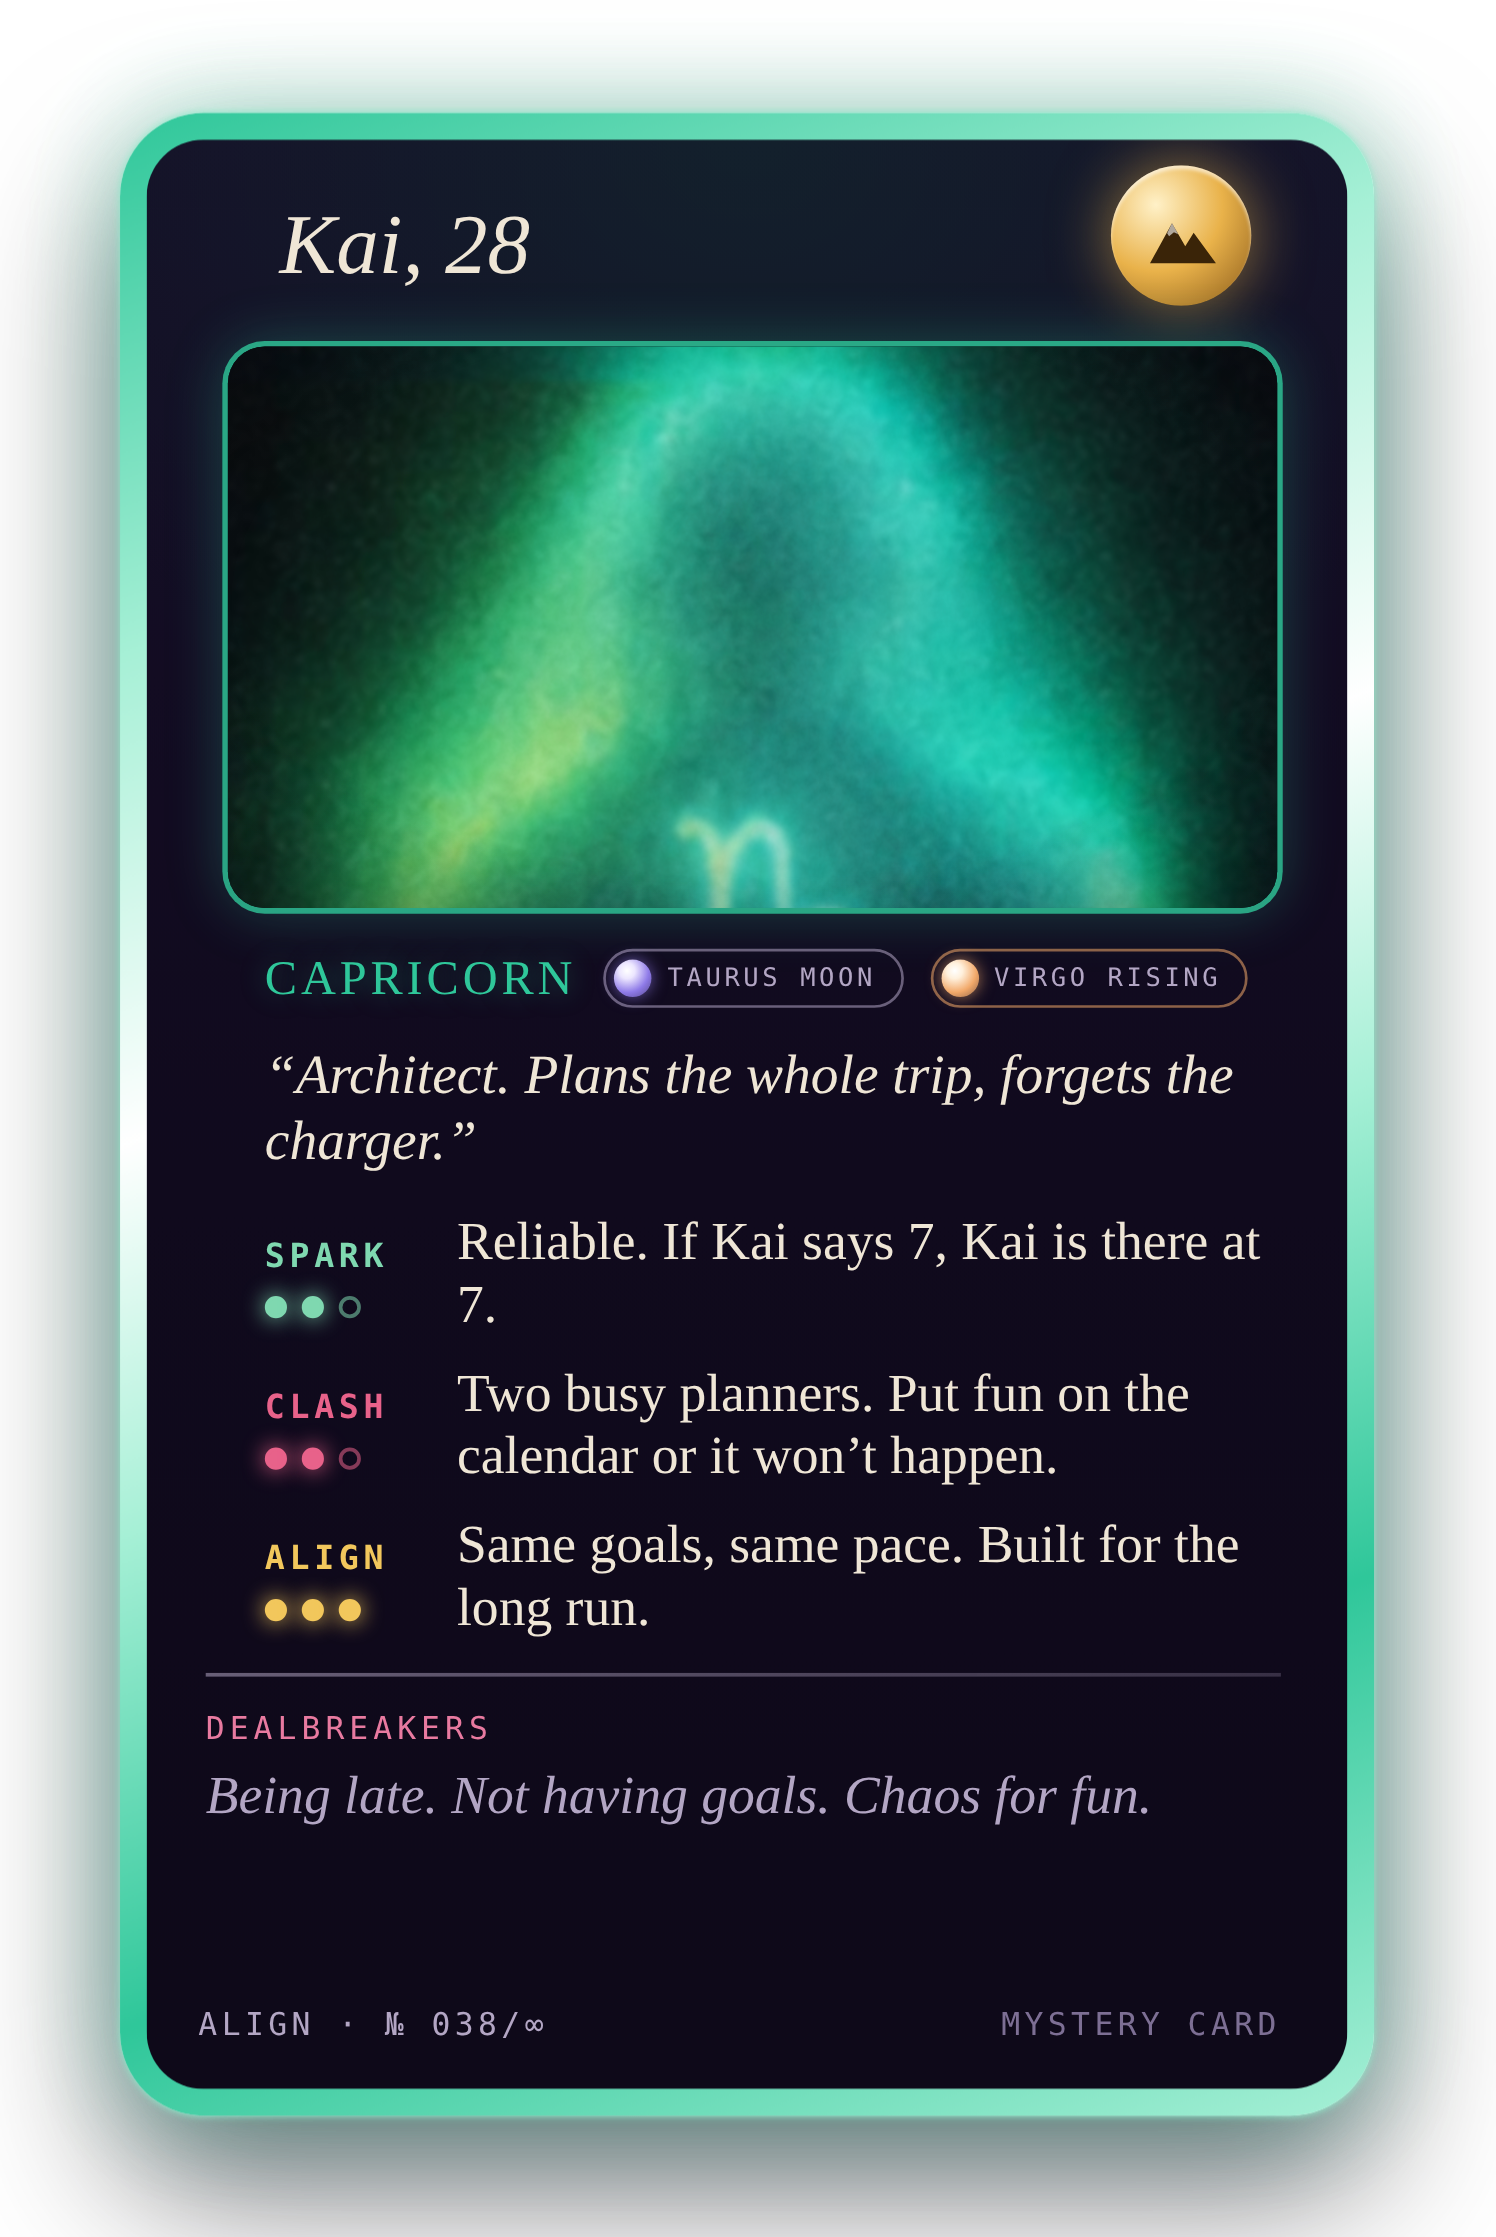 Kai, 28
CAPRICORN
TAURUS MOON
VIRGO RISING
“Architect. Plans the whole trip, forgets the
charger.”
SPARK
Reliable. If Kai says 7, Kai is there at
7.
CLASH
Two busy planners. Put fun on the
calendar or it won’t happen.
ALIGN
Same goals, same pace. Built for the
long run.
DEALBREAKERS
Being late. Not having goals. Chaos for fun.
ALIGN · № 038/∞
MYSTERY CARD